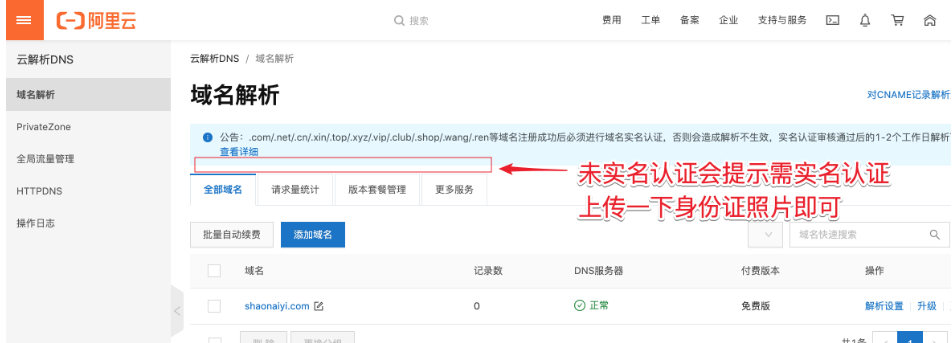 阿里云
搜索
费用 工单 备案 企业 支持与服务
云解析DNS
云解析DNS / 域名解析
域名解析
域名解析
对CNAME记录解析
PrivateZone
公告：.com/.net/.cn/.xin/.top/.xyz/.vip/.club/.shop/.wang/.ren等域名注册成功后必须进行域名实名认证，否则会造成解析不生效，实名认证审核通过后的1-2个工作日解析
查看详细
全局流量管理
未实名认证会提示需实名认证
上传一下身份证照片即可
全部域名 请求量统计 版本套餐管理 更多服务
HTTPDNS
操作日志
批量自动续费 添加域名 域名快速搜索
域名 记录数 DNS服务器 付费版本 操作
shaonaiyi.com 0 正常 免费版 解析设置 升级
共1条 1